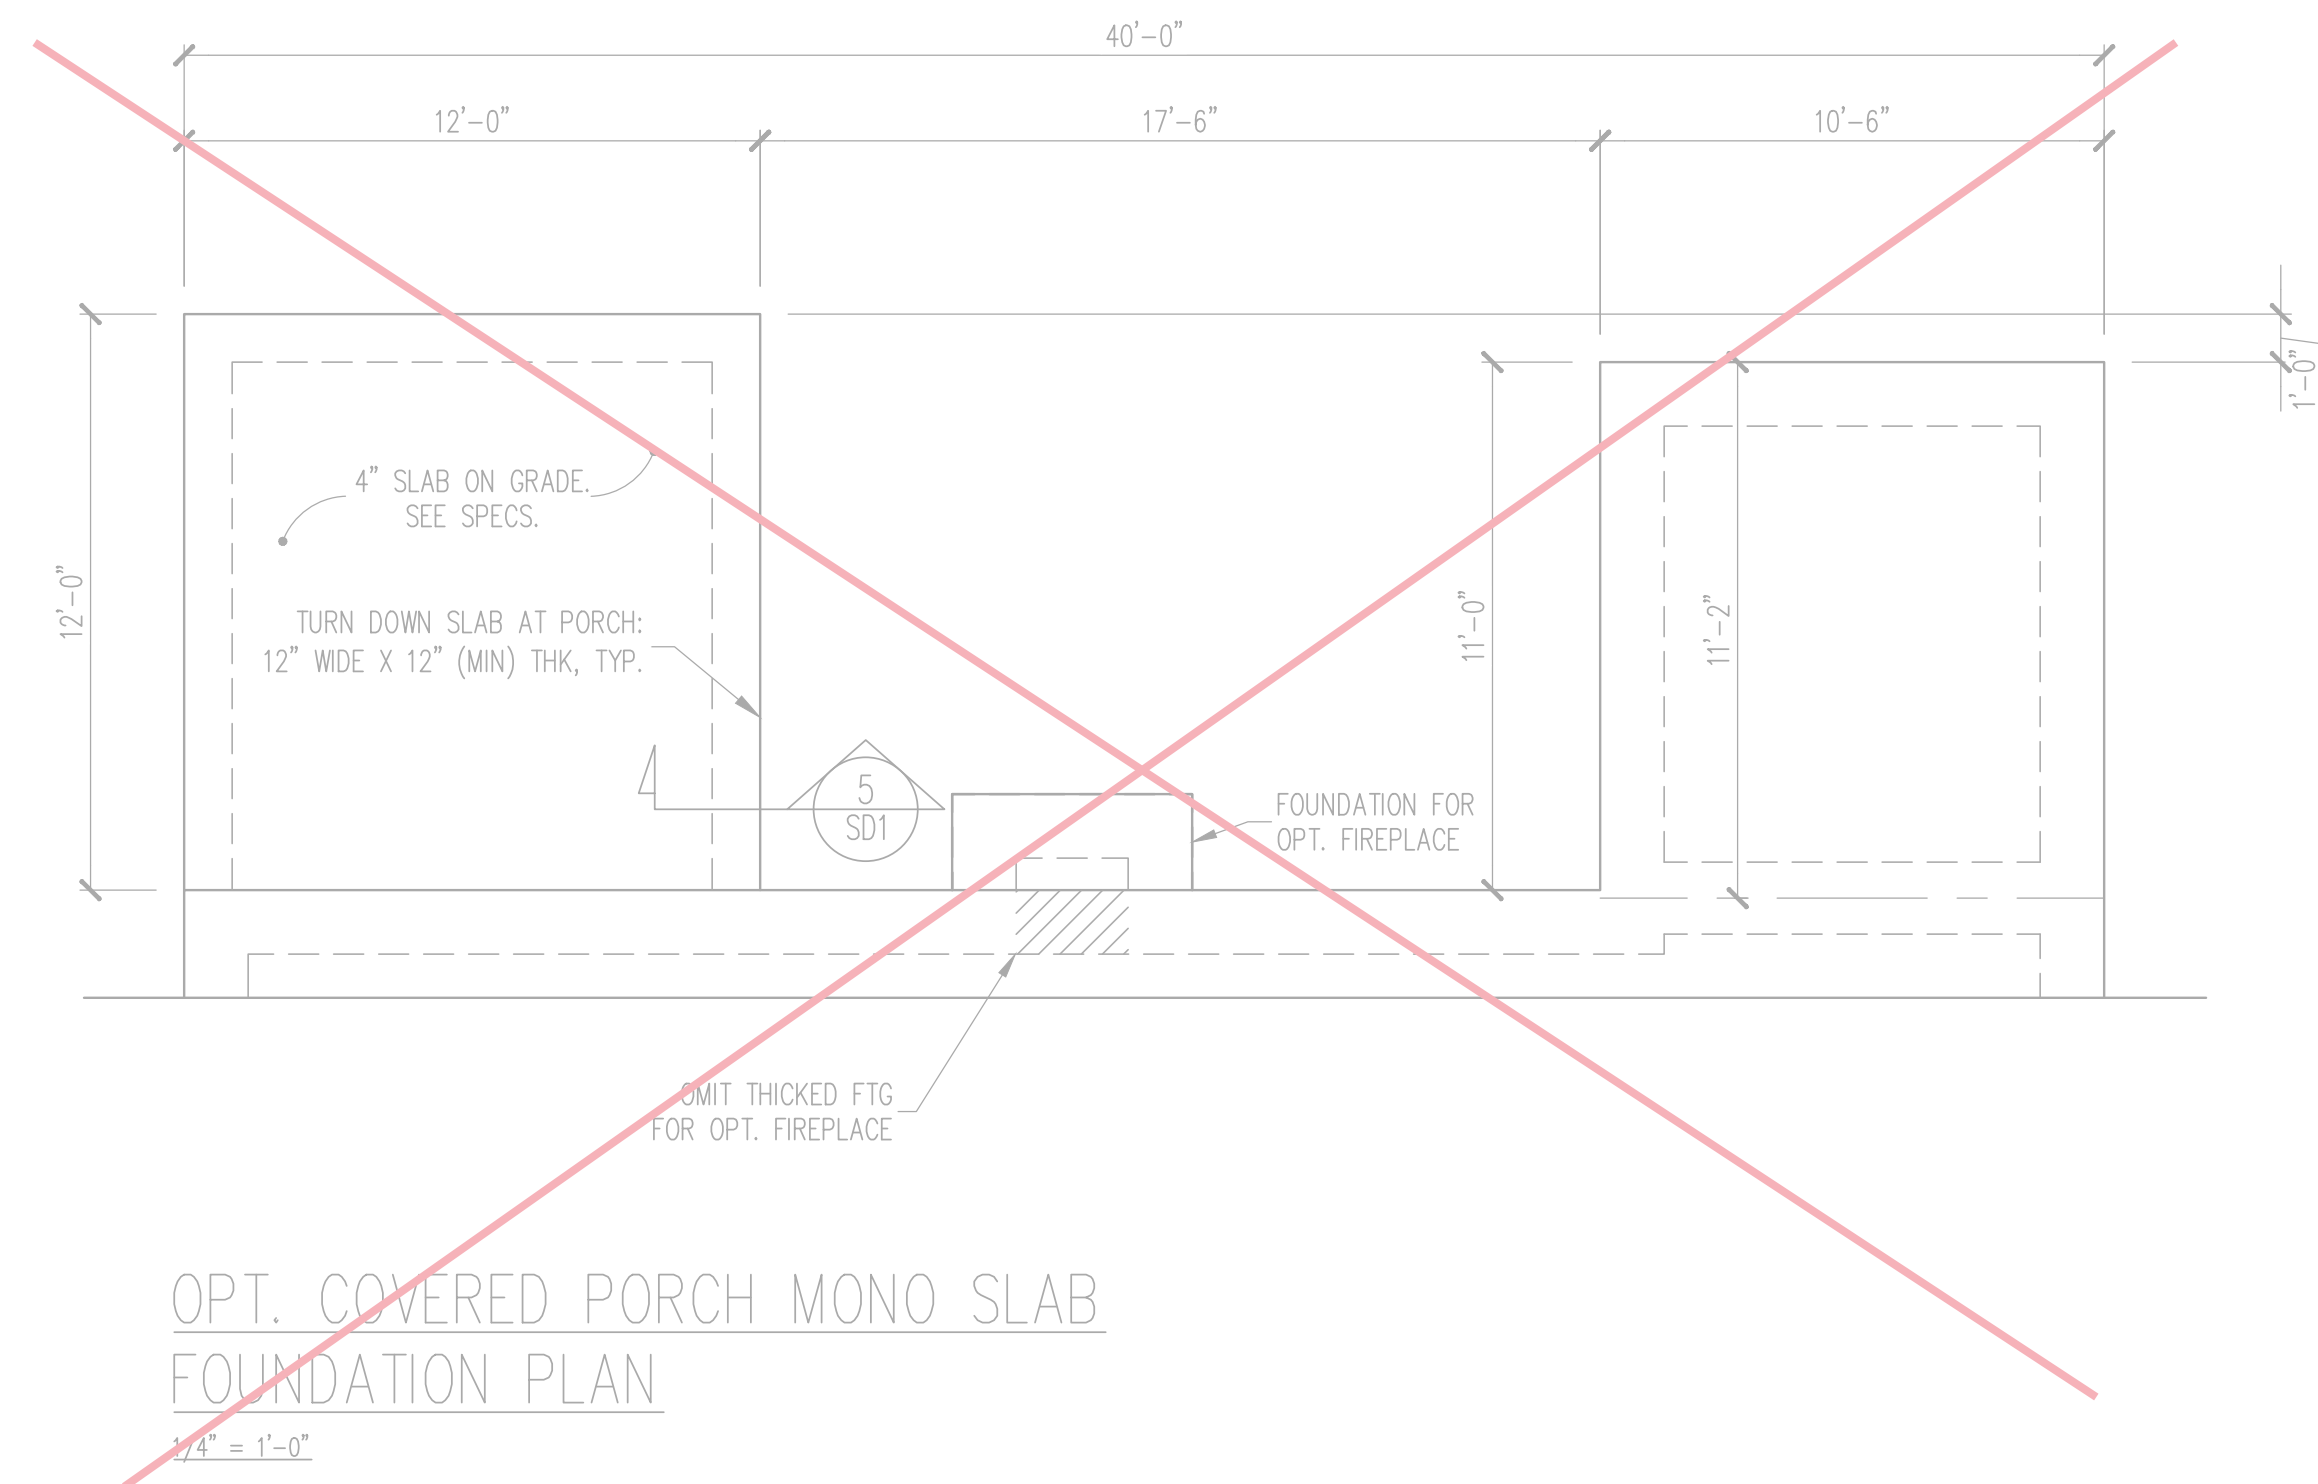 40'-0"
12'-0"
17'-6"
10'-6"
1'-0"
4" SLAB ON GRADE.
SEE SPECS.
12'-0"
TURN DOWN SLAB AT PORCH:
12" WIDE X 12" (MIN) THK, TYP.
11'-0"
11'-2"
5
SD1
FOUNDATION FOR
OPT. FIREPLACE
OMIT THICKED FTG
FOR OPT. FIREPLACE
OPT. COVERED PORCH MONO SLAB
FOUNDATION PLAN
1/4" = 1'-0"